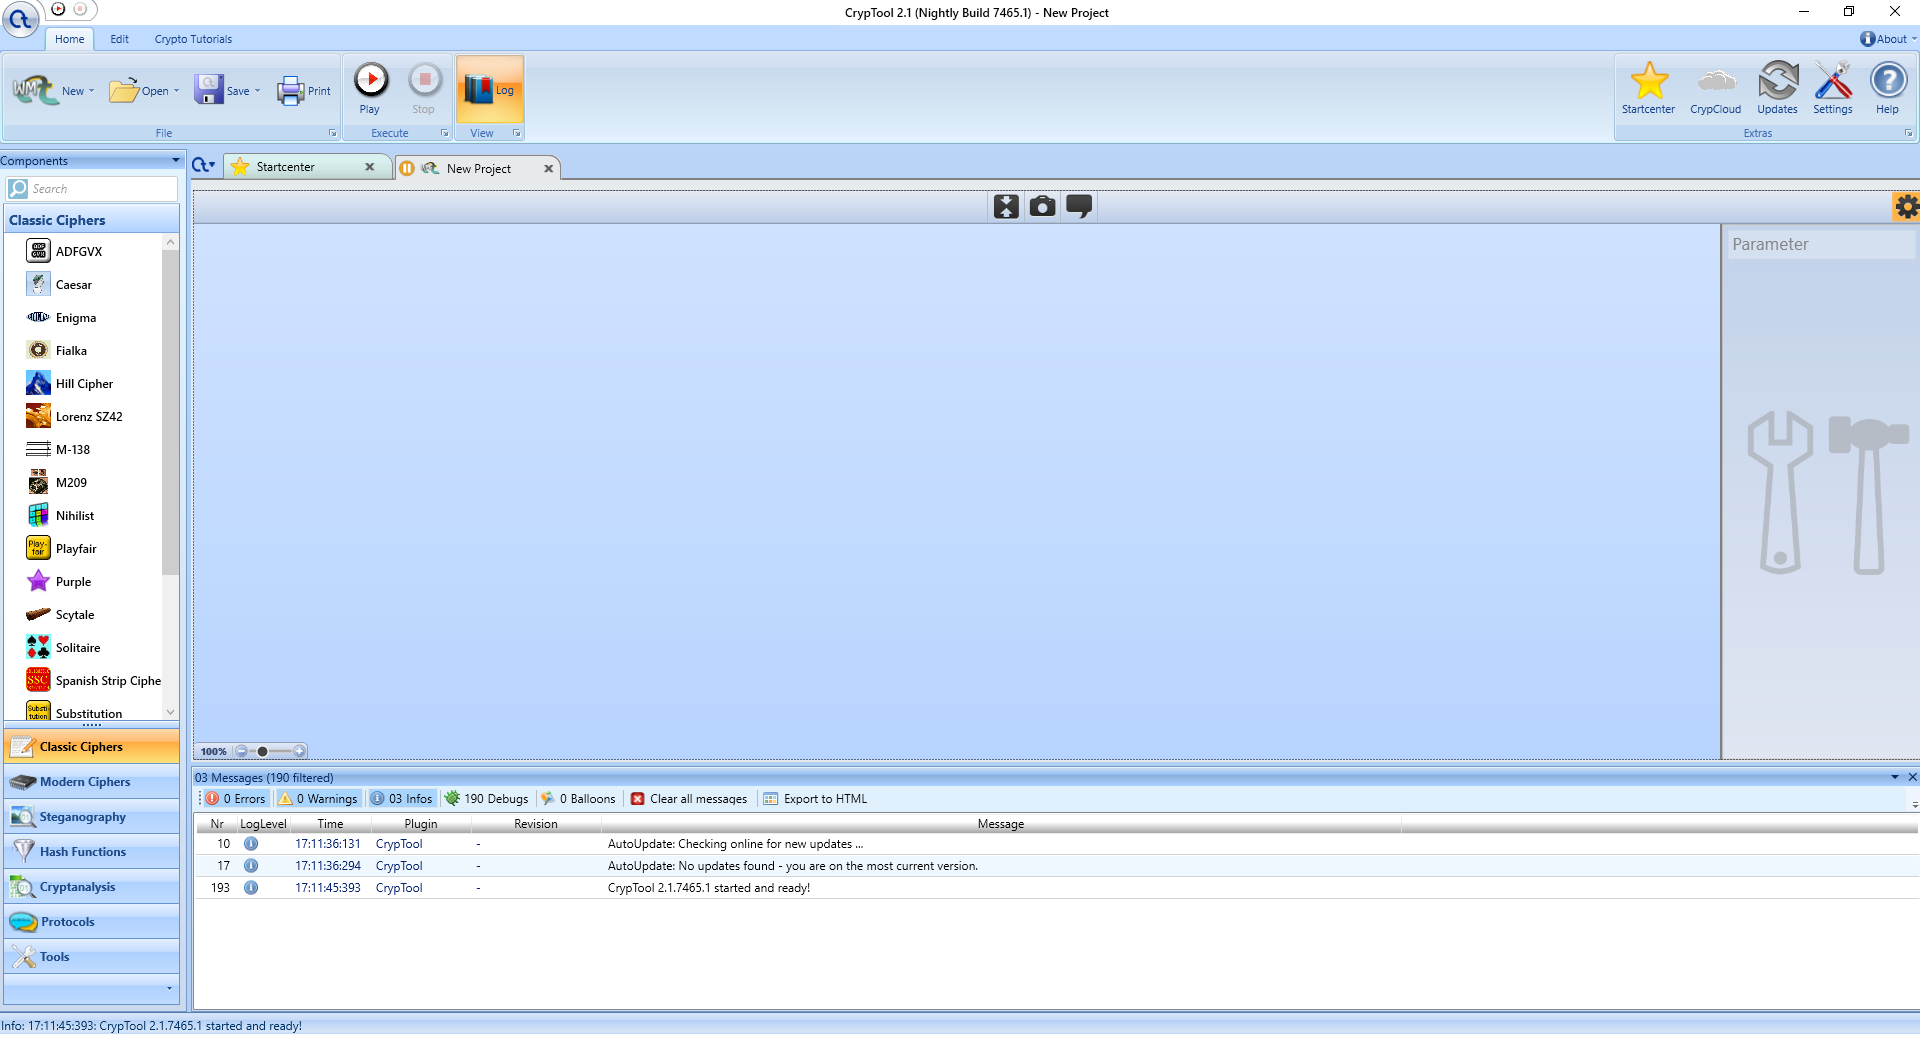 CrypTool 2.1 (Nightly Build 7465.1) - New Project
Home Edit Crypto Tutorials
About
New Open Save Print
File
Play Stop
Execute
Log
View
Startcenter CrypCloud Updates Settings Help
Extras
Components
Search
Classic Ciphers
ADFGVX
Caesar
Enigma
Fialka
Hill Cipher
Lorenz SZ42
M-138
M209
Nihilist
Playfair
Purple
Scytale
Solitaire
Spanish Strip Ciphe
Substitution
Classic Ciphers
Modern Ciphers
Steganography
Hash Functions
Cryptanalysis
Protocols
Tools
Startcenter New Project
Parameter
100%
03 Messages (190 filtered)
0 Errors 0 Warnings 03 Infos 190 Debugs 0 Balloons Clear all messages Export to HTML
Nr LogLevel Time Plugin Revision Message
10 17:11:36:131 CrypTool - AutoUpdate: Checking online for new updates ...
17 17:11:36:294 CrypTool - AutoUpdate: No updates found - you are on the most current version.
193 17:11:45:393 CrypTool - CrypTool 2.1.7465.1 started and ready!
Info: 17:11:45:393: CrypTool 2.1.7465.1 started and ready!